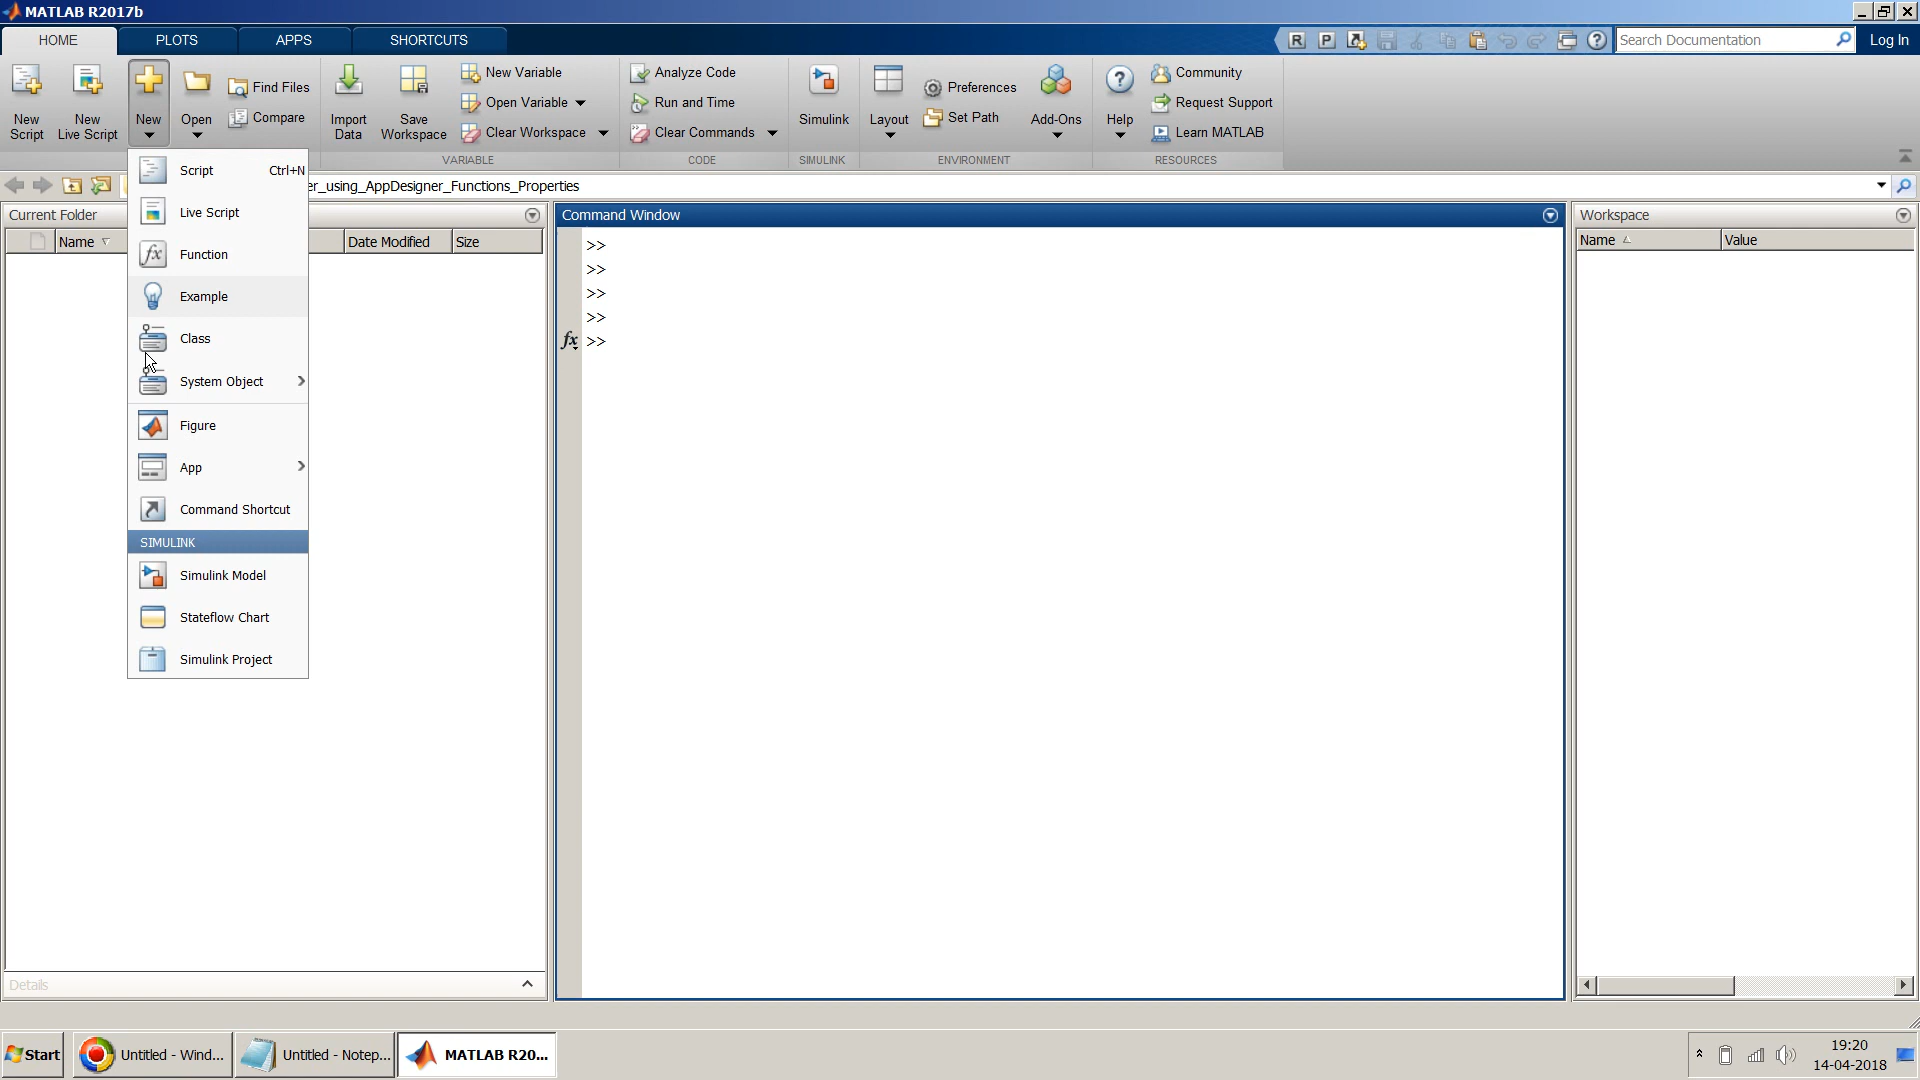 MATLAB R2017b
HOME PLOTS APPS SHORTCUTS Search Documentation Log In
New Script
New Live Script
New
Open
Find Files
Compare
Import Data
Save Workspace
New Variable
Open Variable
Clear Workspace
VARIABLE
Analyze Code
Run and Time
Clear Commands
CODE
Simulink
SIMULINK
Layout
Preferences
Set Path
Add-Ons
ENVIRONMENT
Help
Community
Request Support
Learn MATLAB
RESOURCES
er_using_AppDesigner_Functions_Properties
Current Folder
Name Date Modified Size
Script Ctrl+N
Live Script
Function
Example
Class
System Object
Figure
App
Command Shortcut
SIMULINK
Simulink Model
Stateflow Chart
Simulink Project
Details
Command Window
>>
>>
>>
>>
fx >>
Workspace
Name Value
Start Untitled - Wind... Untitled - Notep... MATLAB R20...
19:20
14-04-2018